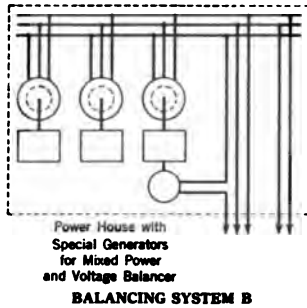 Power House with
Special Generators
for Mixed Power
and Voltage Balancer
BALANCING SYSTEM B